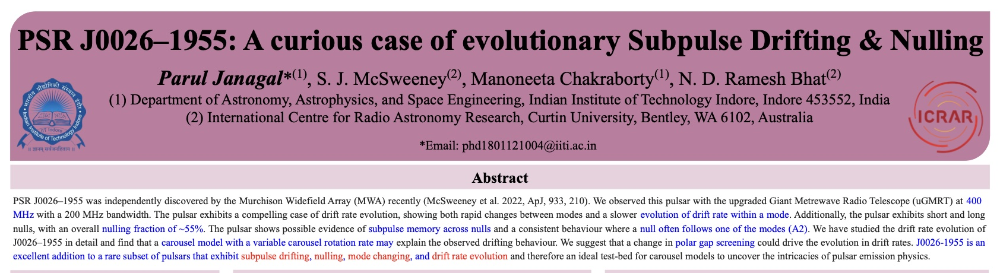 PSR J0026–1955: A curious case of evolutionary Subpulse Drifting & Nulling
Parul Janagal*(1), S. J. McSweeney(2), Manoneeta Chakraborty(1), N. D. Ramesh Bhat(2)
(1) Department of Astronomy, Astrophysics, and Space Engineering, Indian Institute of Technology Indore, Indore 453552, India
(2) International Centre for Radio Astronomy Research, Curtin University, Bentley, WA 6102, Australia
*Email: phd1801121004@iiti.ac.in
भारतीय प्रौद्योगिकी संस्थान इंदौर
IIT Indore
Indian Institute of Technology Indore
॥ ज्ञानम् सर्वजनहिताय ॥
ICRAR
Abstract
PSR J0026–1955 was independently discovered by the Murchison Widefield Array (MWA) recently (McSweeney et al. 2022, ApJ, 933, 210). We observed this pulsar with the upgraded Giant Metrewave Radio Telescope (uGMRT) at 400
MHz with a 200 MHz bandwidth. The pulsar exhibits a compelling case of drift rate evolution, showing both rapid changes between modes and a slower evolution of drift rate within a mode. Additionally, the pulsar exhibits short and long
nulls, with an overall nulling fraction of ~55%. The pulsar shows possible evidence of subpulse memory across nulls and a consistent behaviour where a null often follows one of the modes (A2). We have studied the drift rate evolution of
J0026–1955 in detail and find that a carousel model with a variable carousel rotation rate may explain the observed drifting behaviour. We suggest that a change in polar gap screening could drive the evolution in drift rates. J0026-1955 is an
excellent addition to a rare subset of pulsars that exhibit subpulse drifting, nulling, mode changing, and drift rate evolution and therefore an ideal test-bed for carousel models to uncover the intricacies of pulsar emission physics.